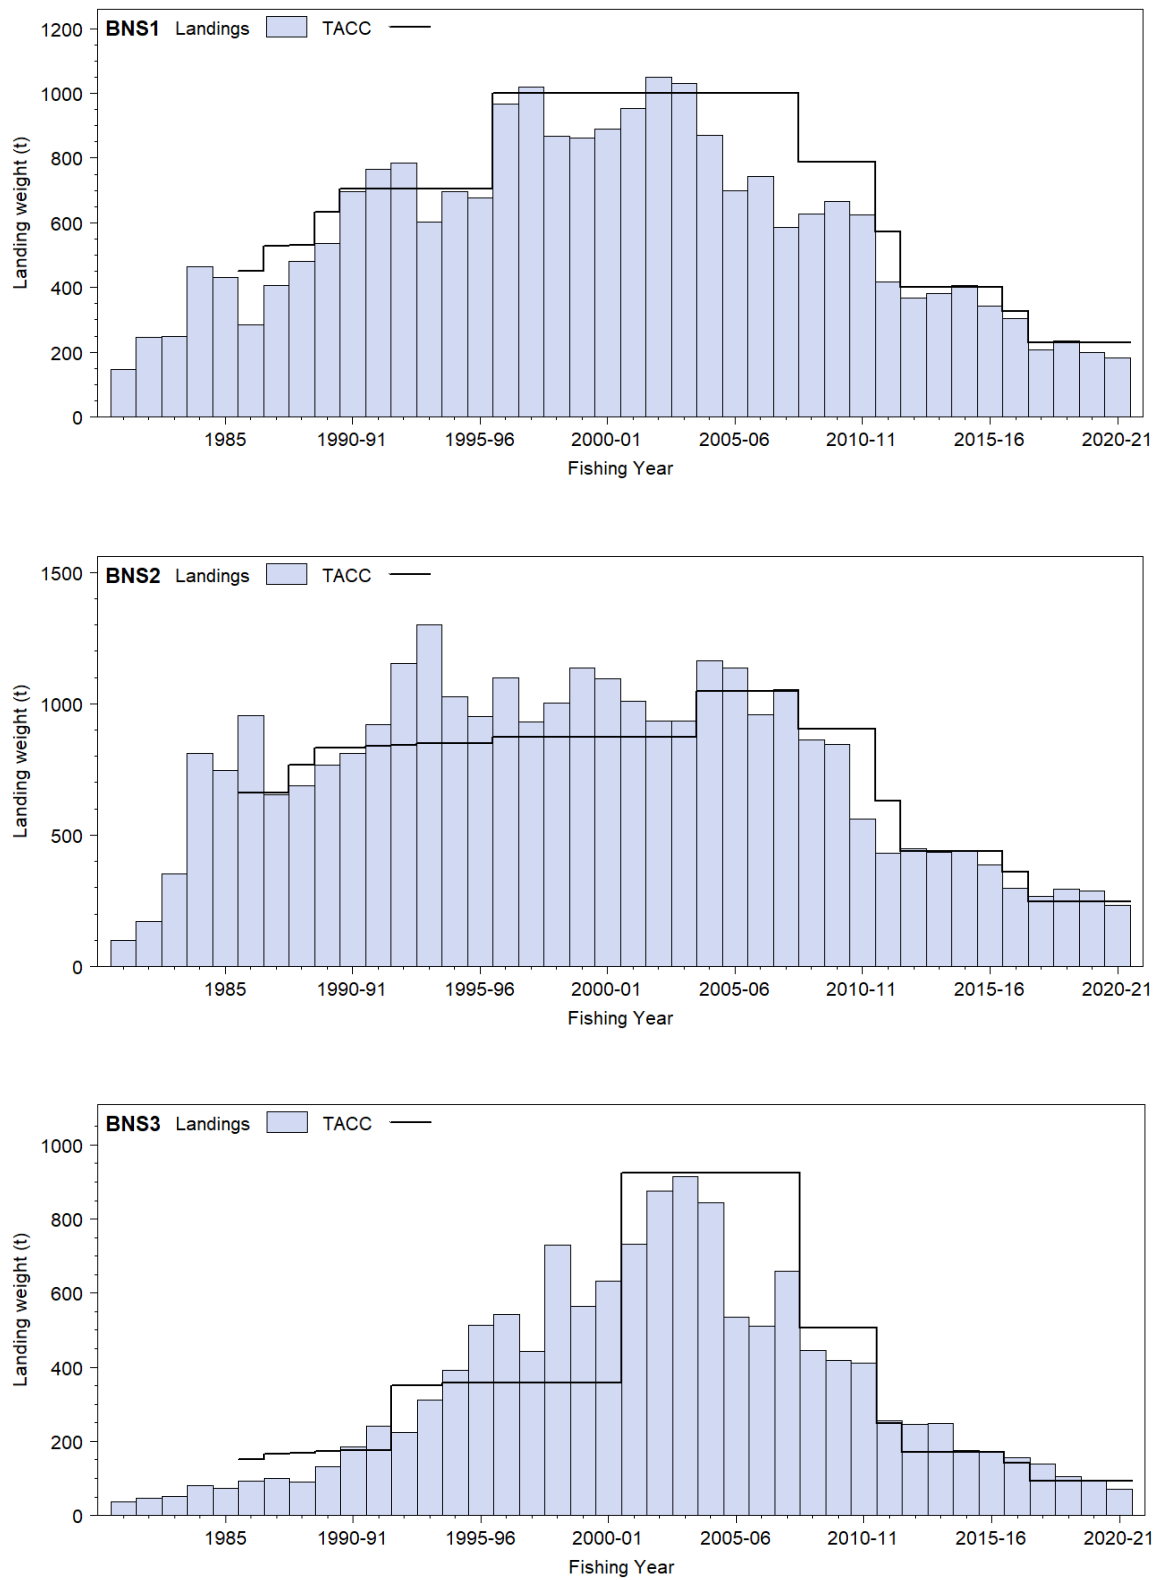 BNS1 Landings TACC
1200
1000
800
600
400
200
0
Landing weight (t)
1985 1990-91 1995-96 2000-01 2005-06 2010-11 2015-16 2020-21
Fishing Year
BNS2 Landings TACC
1500
1000
500
0
Landing weight (t)
1985 1990-91 1995-96 2000-01 2005-06 2010-11 2015-16 2020-21
Fishing Year
BNS3 Landings TACC
1000
800
600
400
200
0
Landing weight (t)
1985 1990-91 1995-96 2000-01 2005-06 2010-11 2015-16 2020-21
Fishing Year